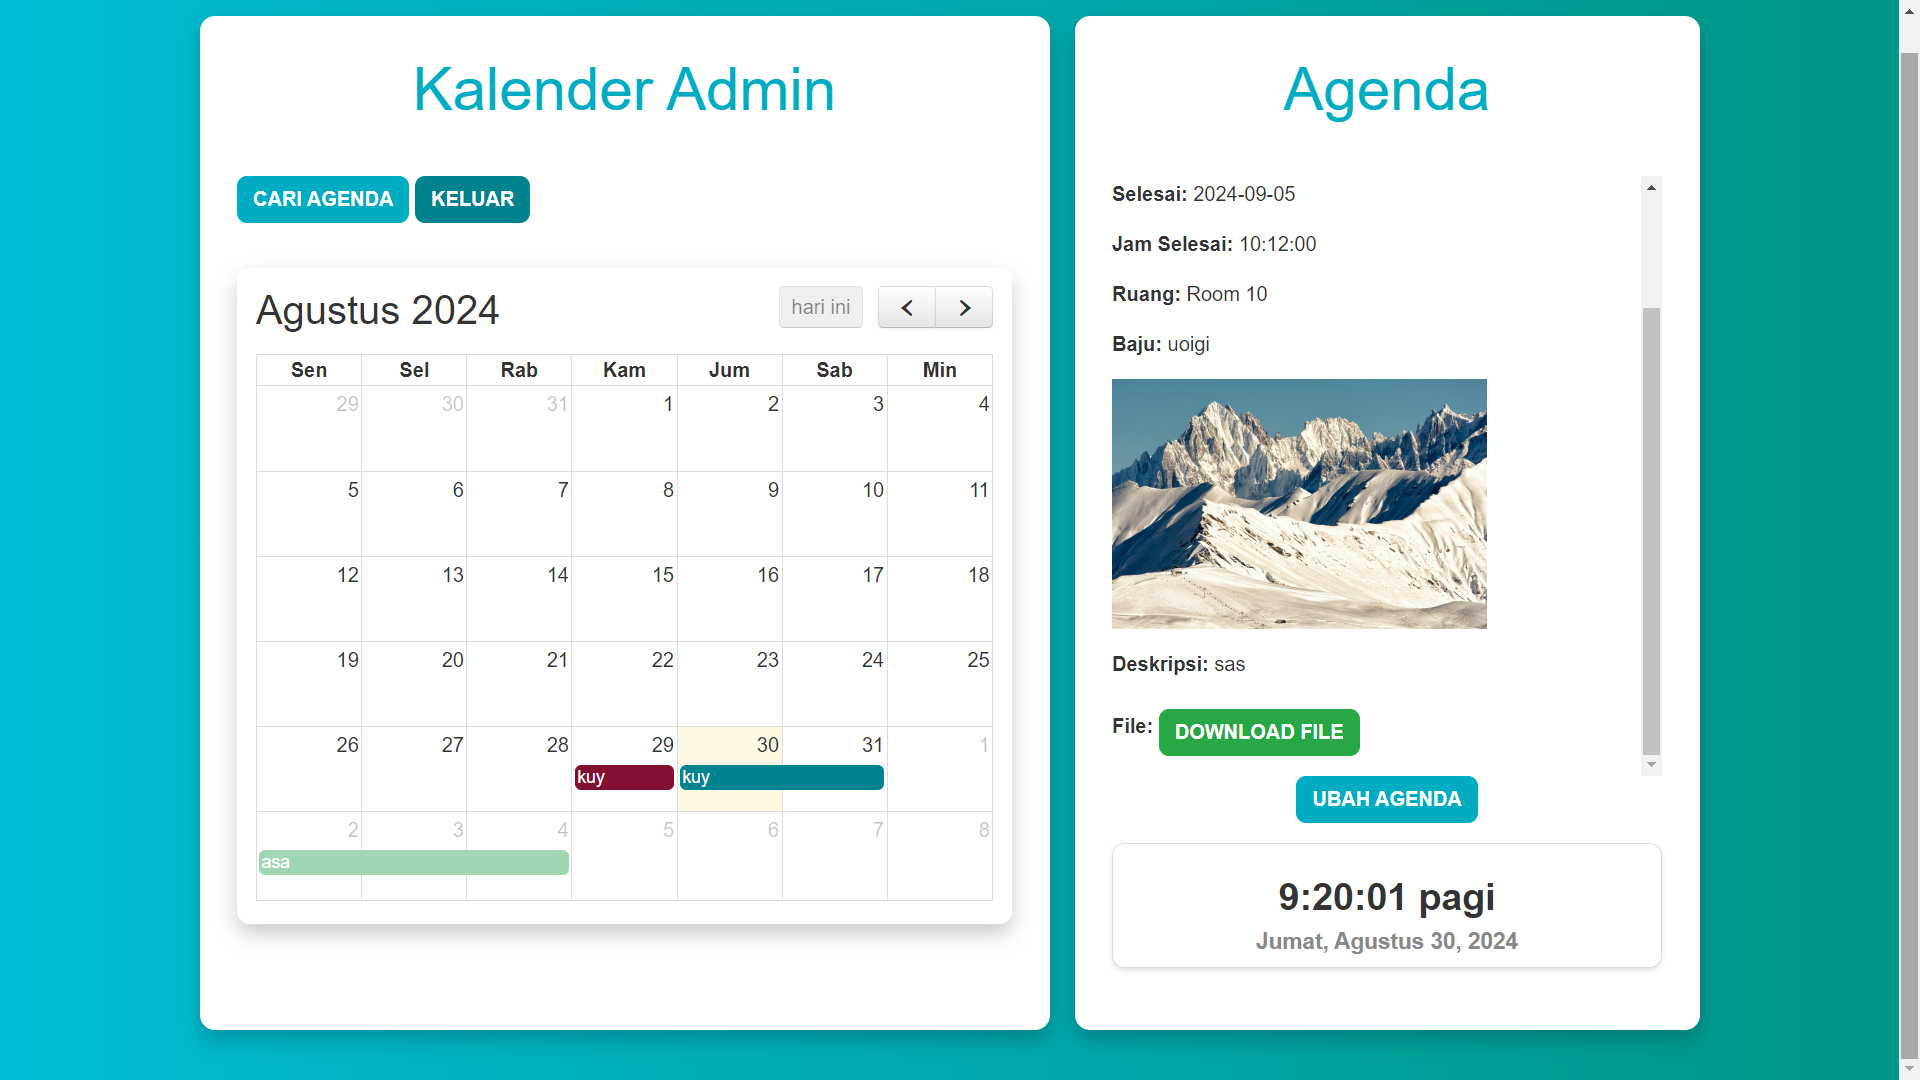 Kalender Admin
CARI AGENDA KELUAR
Agustus 2024
hari ini
Sen Sel Rab Kam Jum Sab Min
29 30 31 1 2 3 4
5 6 7 8 9 10 11
12 13 14 15 16 17 18
19 20 21 22 23 24 25
26 27 28 29 30 31 1
kuy kuy
2 3 4 5 6 7 8
asa
Agenda
Selesai: 2024-09-05
Jam Selesai: 10:12:00
Ruang: Room 10
Baju: uoigi
Deskripsi: sas
File: DOWNLOAD FILE
UBAH AGENDA
9:20:01 pagi
Jumat, Agustus 30, 2024